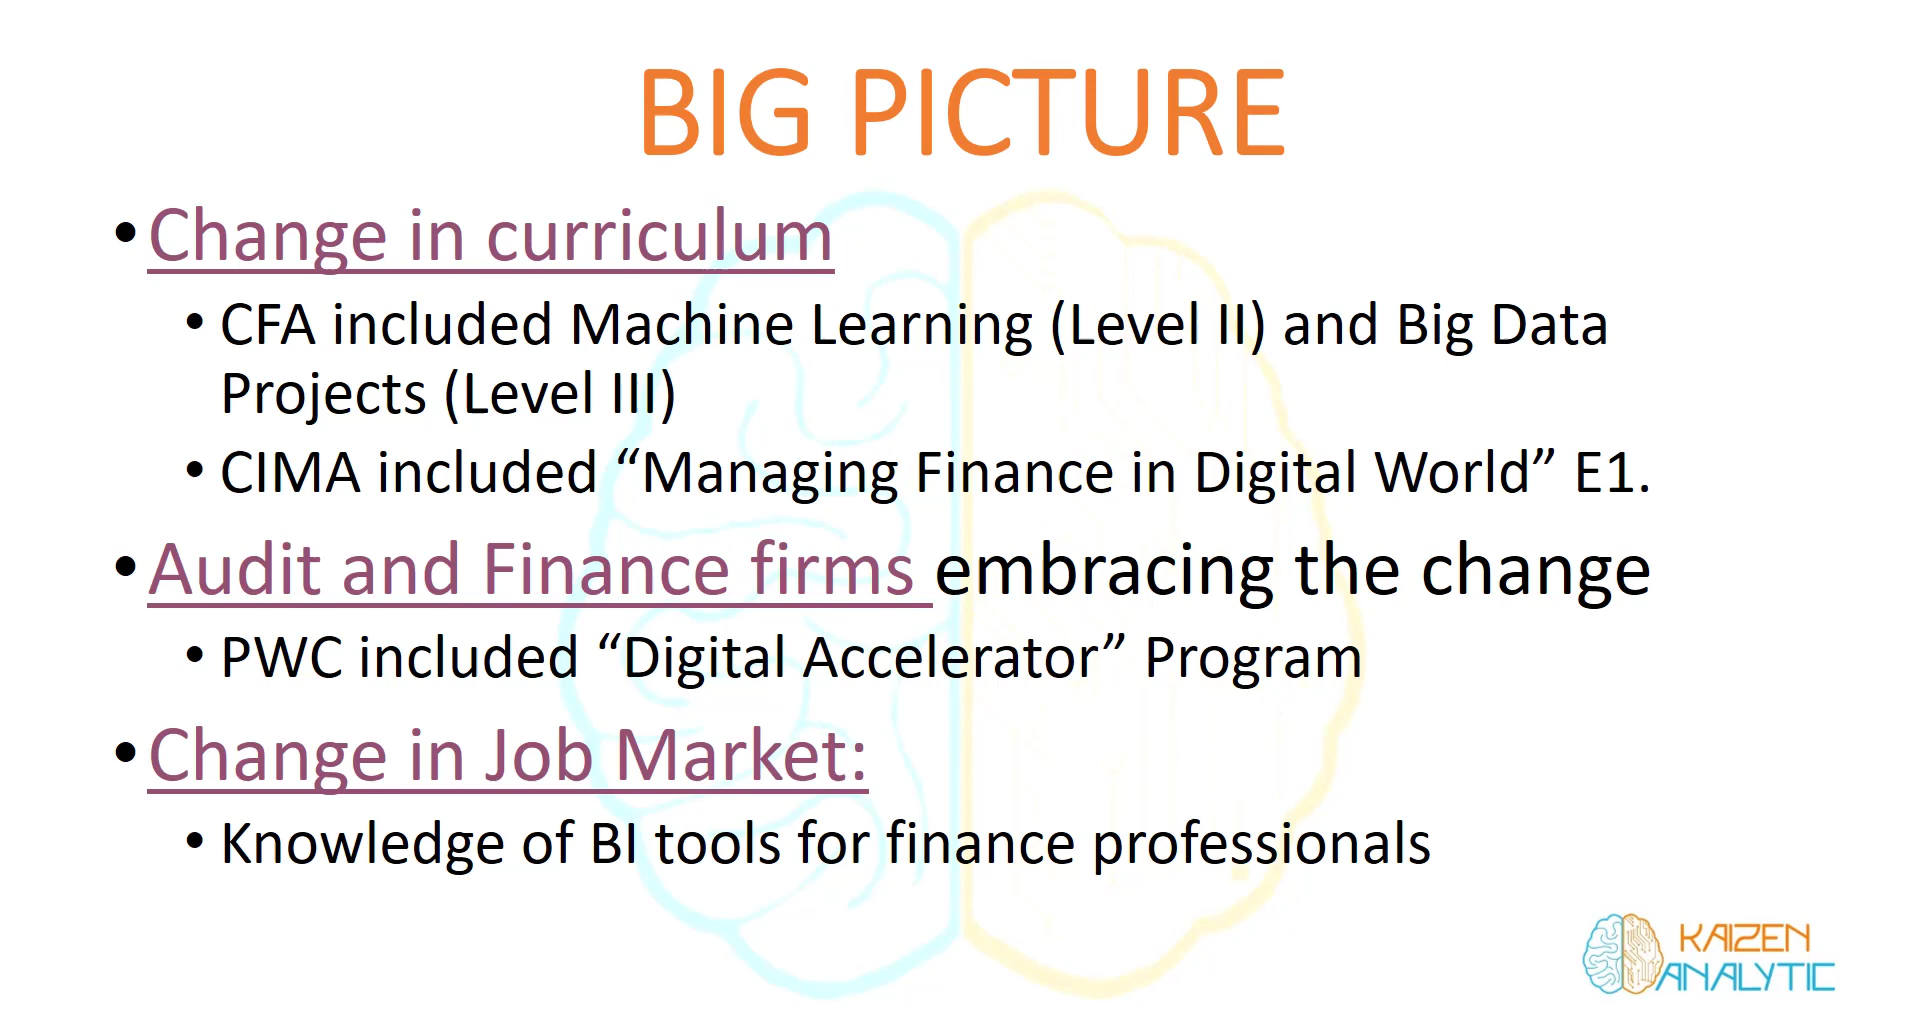 BIG PICTURE
• Change in curriculum
• CFA included Machine Learning (Level II) and Big Data
Projects (Level III)
• CIMA included “Managing Finance in Digital World” E1.
• Audit and Finance firms embracing the change
• PWC included “Digital Accelerator” Program
• Change in Job Market:
• Knowledge of BI tools for finance professionals
KAIZEN
ANALYTIC